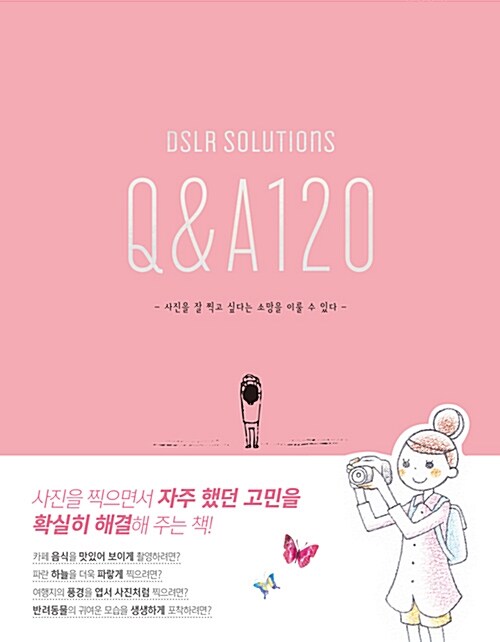 DSLR SOLUTIONS
Q&A120
- 사진을 잘 찍고 싶다는 소망을 이룰 수 있다 -
사진을 찍으면서 자주 했던 고민을
확실히 해결해 주는 책!
카페 음식을 맛있어 보이게 촬영하려면?
파란 하늘을 더욱 파랗게 찍으려면?
여행지의 풍경을 엽서 사진처럼 찍으려면?
반려동물의 귀여운 모습을 생생하게 포착하려면?